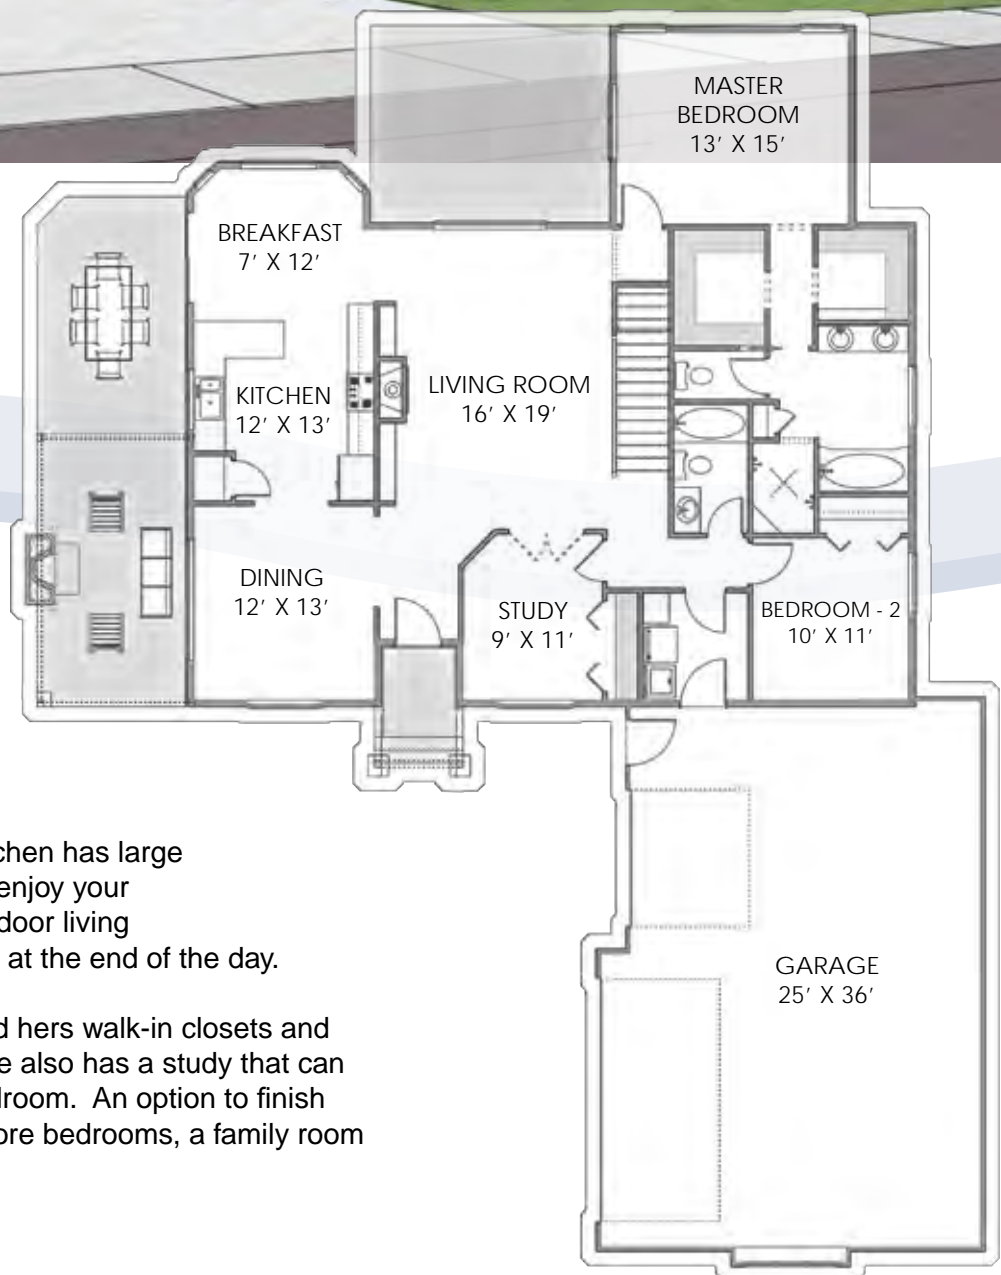 MASTER
BEDROOM
13' X 15'
BREAKFAST
7' X 12'
KITCHEN
12' X 13'
LIVING ROOM
16' X 19'
DINING
12' X 13'
STUDY
9' X 11'
BEDROOM - 2
10' X 11'
GARAGE
25' X 36'
chen has large
enjoy your
door living
at the end of the day.
d hers walk-in closets and
e also has a study that can
droom. An option to finish
ore bedrooms, a family room